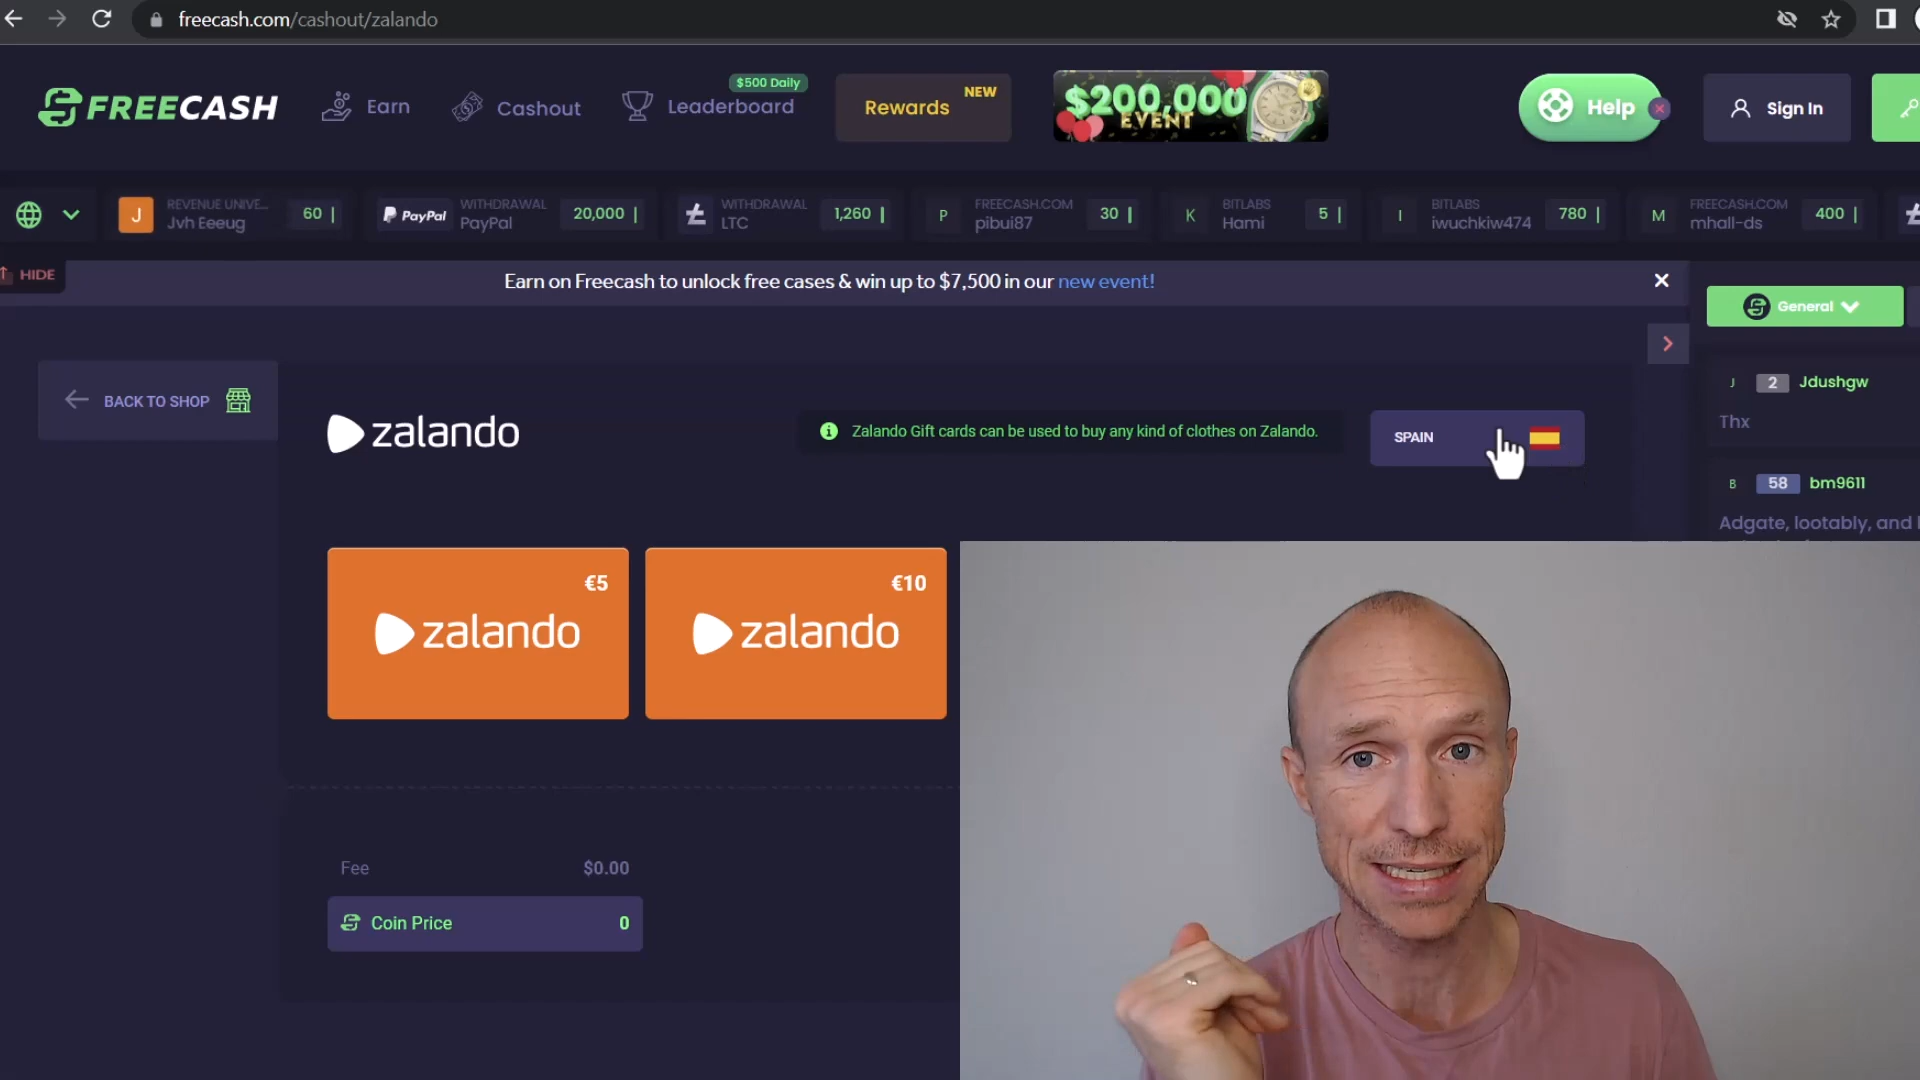 freecash.com/cashout/zalando
FREECASH
Earn
Cashout
$500 Daily
Leaderboard
Rewards
NEW
$200,000
EVENT
Help
Sign In
J
REVENUE UNIVE...
Jvh Eeeug
60
PayPal
WITHDRAWAL
PayPal
20,000
WITHDRAWAL
LTC
1,260
P
FREECASH.COM
pibui87
30
K
BITLABS
Hami
5
I
BITLABS
iwuchkiw474
780
M
FREECASH.COM
mhall-ds
400
HIDE
Earn on Freecash to unlock free cases & win up to $7,500 in our new event!
General
BACK TO SHOP
zalando
Zalando Gift cards can be used to buy any kind of clothes on Zalando.
SPAIN
J
2
Jdushgw
Thx
B
58
bm9611
Adgate, lootably, and
€5
zalando
€10
zalando
Fee
$0.00
Coin Price
0